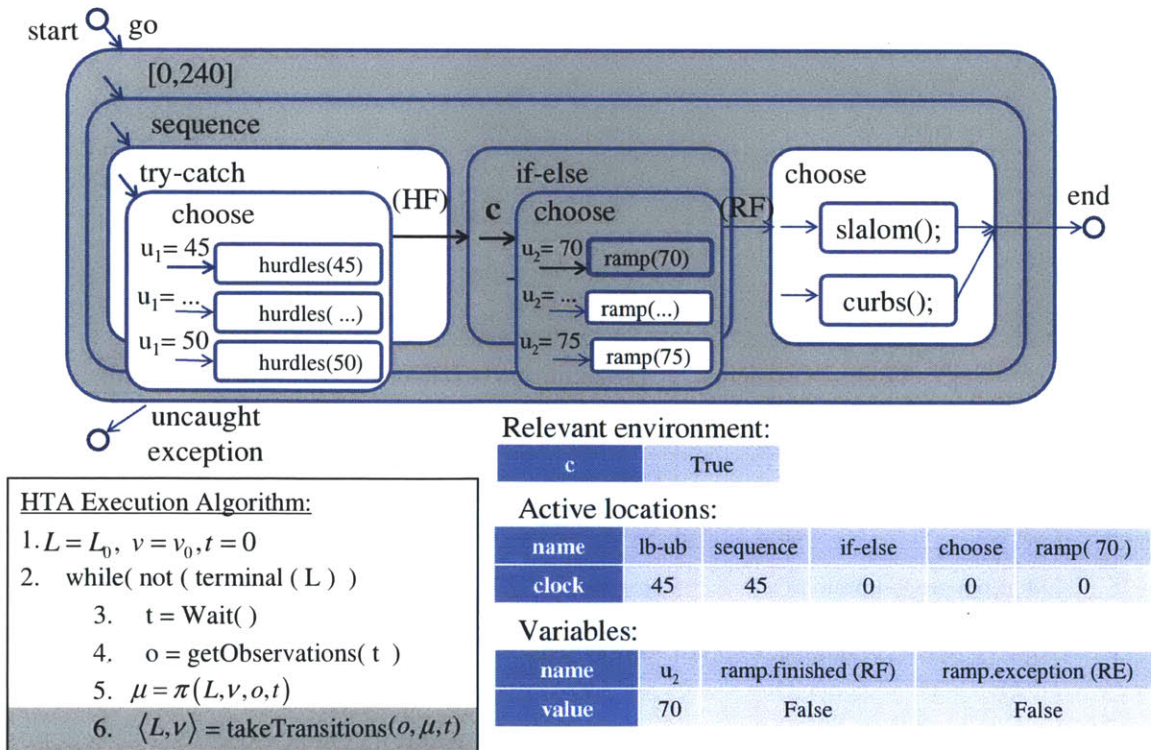 start
go
[0,240]
sequence
try-catch
if-else
choose
choose
choose
(HF)
c
(RF)
end
u₁= 45
hurdles(45)
u₁= ...
hurdles( ...)
u₁= 50
hurdles(50)
u₂= 70
ramp(70)
u₂= ...
ramp(...)
u₂= 75
ramp(75)
slalom();
curbs();
uncaught
exception
Relevant environment:
c True
Active locations:
name lb-ub sequence if-else choose ramp( 70 )
clock 45 45 0 0 0
Variables:
name u₂ ramp.finished (RF) ramp.exception (RE)
value 70 False False
HTA Execution Algorithm:
1. L = L₀, v = v₀, t = 0
2. while( not ( terminal ( L ) )
3. t = Wait( )
4. o = getObservations( t )
5. μ = π(L,v,o,t)
6. ⟨L,v⟩ = takeTransitions(o, μ, t)